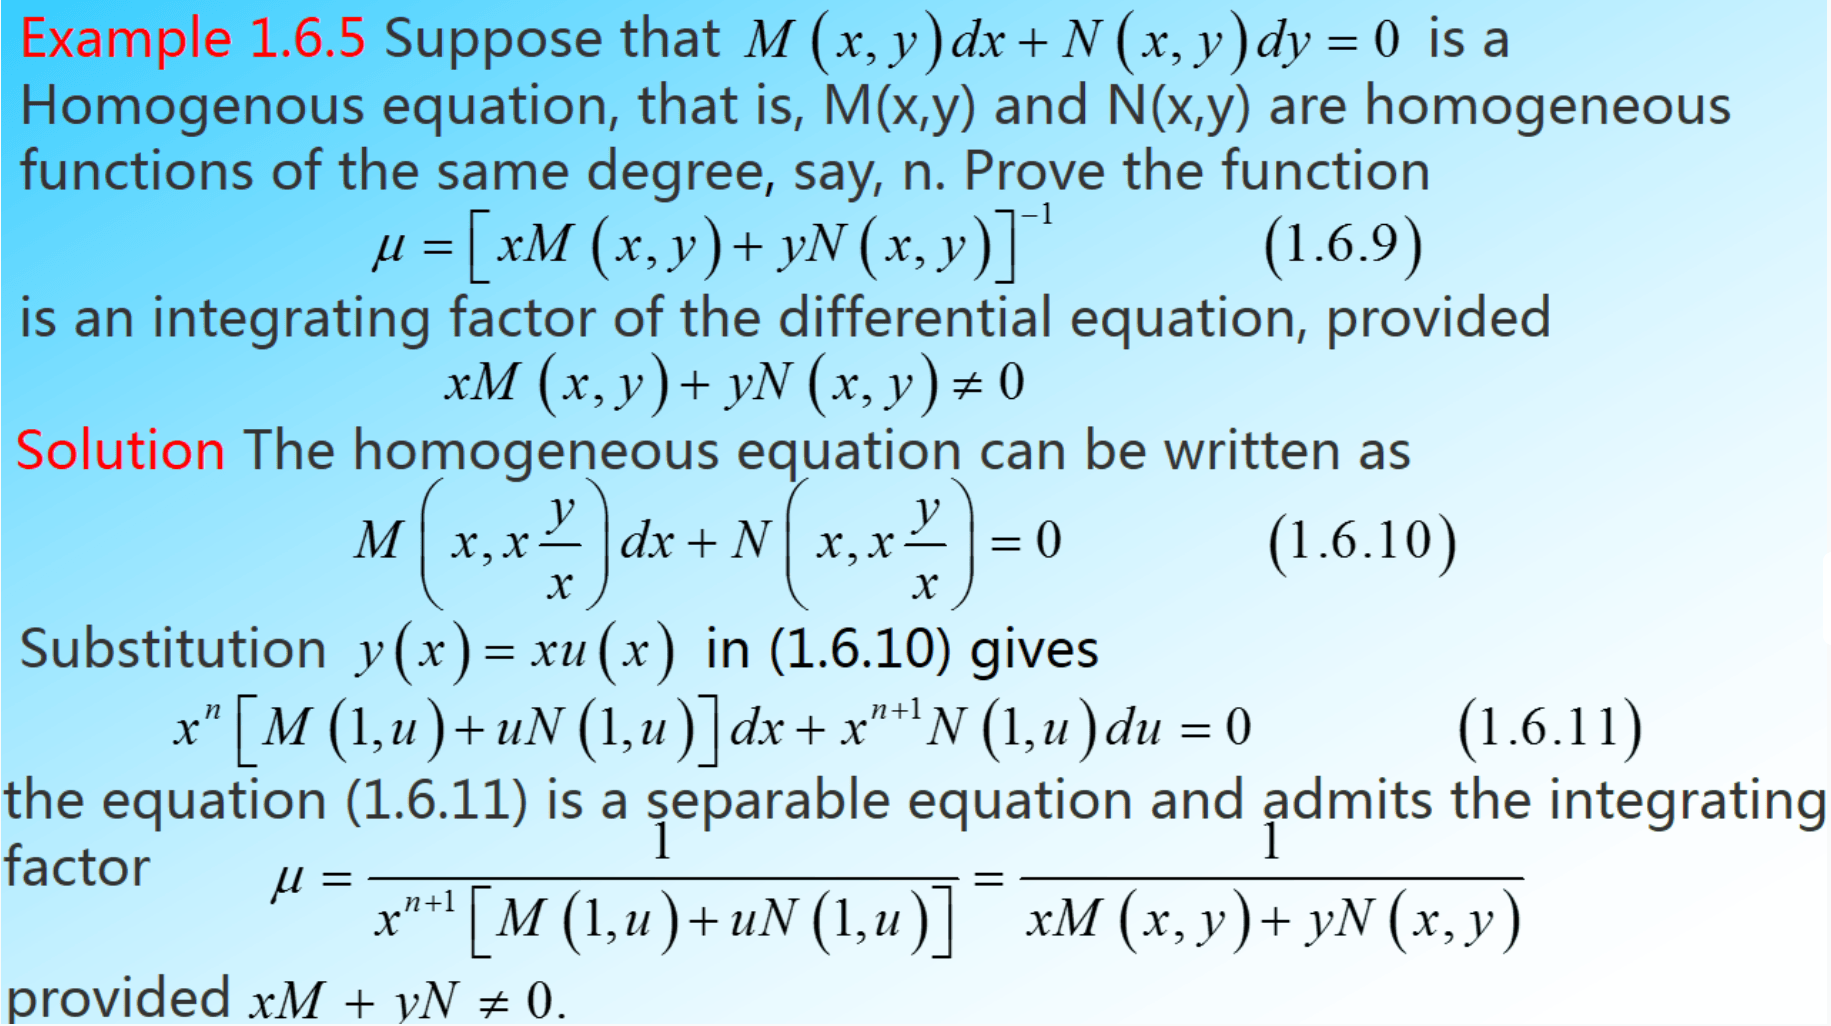 Example 1.6.5 Suppose that M(x, y)dx + N(x, y)dy = 0 is a
Homogenous equation, that is, M(x,y) and N(x,y) are homogeneous
functions of the same degree, say, n. Prove the function
μ = [xM(x, y) + yN(x, y)]⁻¹ (1.6.9)
is an integrating factor of the differential equation, provided
xM(x, y) + yN(x, y) ≠ 0
Solution The homogeneous equation can be written as
M(x, x y/x)dx + N(x, x y/x) = 0 (1.6.10)
Substitution y(x) = xu(x) in (1.6.10) gives
xⁿ[M(1, u) + uN(1, u)]dx + xⁿ⁺¹N(1, u)du = 0 (1.6.11)
the equation (1.6.11) is a separable equation and admits the integrating
factor μ = 1/(xⁿ⁺¹[M(1, u) + uN(1, u)]) = 1/(xM(x, y) + yN(x, y))
provided xM + yN ≠ 0.